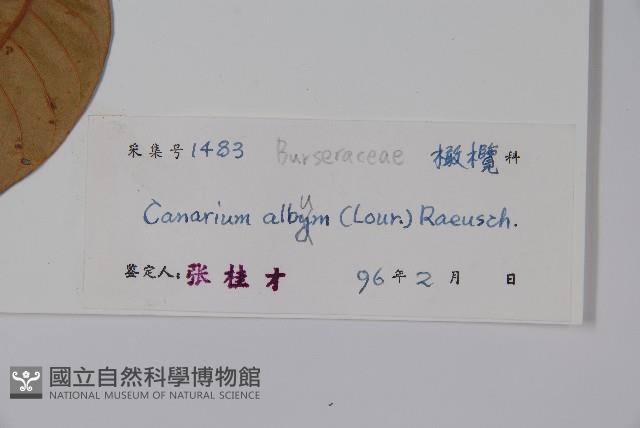 采集号 1483 Burseraceae 橄欖 科
Canarium albym (Lour.) Raeusch.
鉴定人: 张桂才 96 年 2 月 日
國立自然科學博物館
NATIONAL MUSEUM OF NATURAL SCIENCE